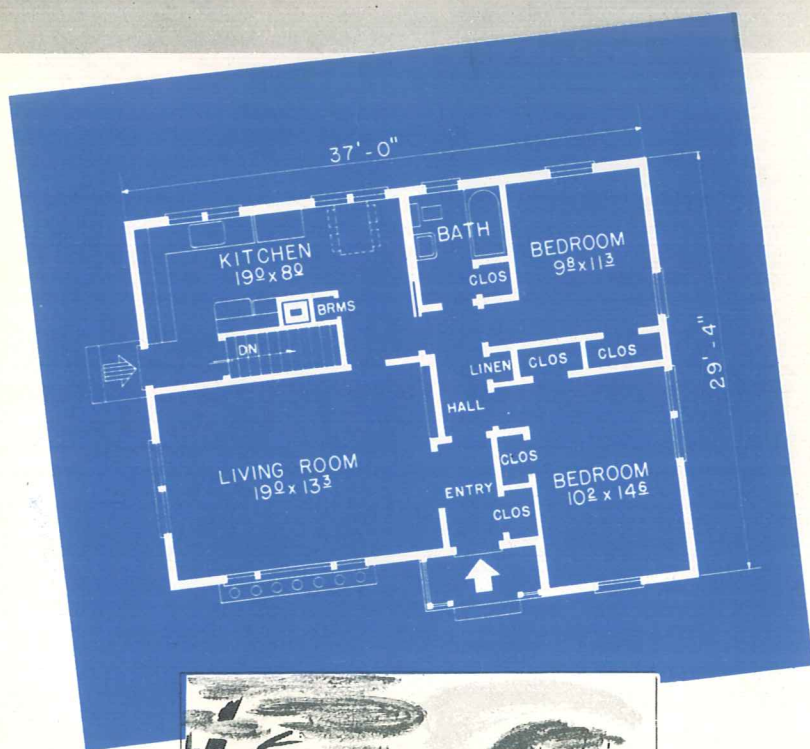 37'-0"
KITCHEN
19⁰ x 8⁰
BATH
BEDROOM
9⁸ x 11³
CLOS
BRMS
DN
29'-4"
LINEN
CLOS
CLOS
HALL
LIVING ROOM
19⁰ x 13³
CLOS
ENTRY
CLOS
BEDROOM
10² x 14⁶